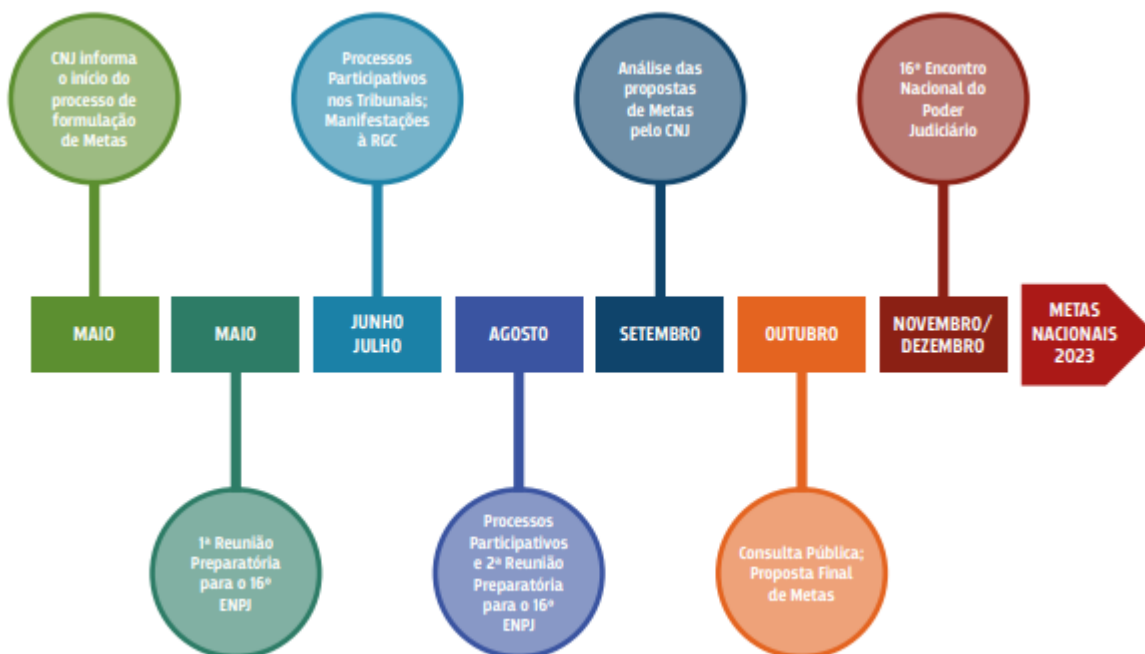 CNJ informa
o início do
processo de
formulação
de Metas
Processos
Participativos
nos Tribunais;
Manifestações
à RGC
Análise das
propostas
de Metas
pelo CNJ
16º Encontro
Nacional do
Poder
Judiciário
MAIO
MAIO
JUNHO
JULHO
AGOSTO
SETEMBRO
OUTUBRO
NOVEMBRO/
DEZEMBRO
METAS
NACIONAIS
2023
1ª Reunião
Preparatória
para o 16º
ENPJ
Processos
Participativos
e 2ª Reunião
Preparatória
para o 16º
ENPJ
Consulta Pública;
Proposta Final
de Metas